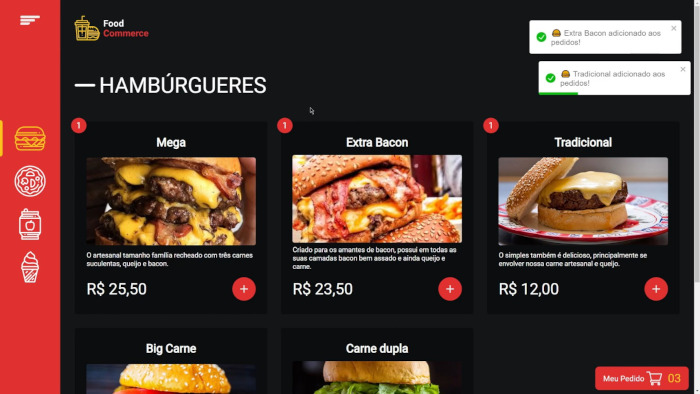 Food
Commerce
🍔 Extra Bacon adicionado aos
pedidos!
🍔 Tradicional adicionado aos
pedidos!
HAMBÚRGUERES
1
Mega
O artesanal tamanho família recheado com três carnes
suculentas, queijo e bacon.
R$ 25,50
+
1
Extra Bacon
Criado para os amantes de bacon, possui em todas as
suas camadas bacon bem assado e ainda queijo e
carne.
R$ 23,50
+
1
Tradicional
O simples também é delicioso, principalmente se
envolver nossa carne artesanal e queijo.
R$ 12,00
+
Big Carne
Carne dupla
Meu Pedido 03